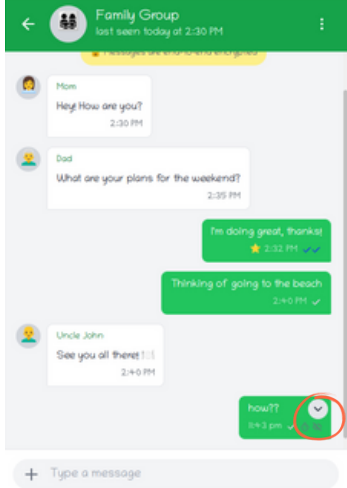 Family Group
last seen today at 2:30 PM
Messages are end-to-end encrypted
Mom
Hey! How are you?
2:30 PM
Dad
What are your plans for the weekend?
2:35 PM
I'm doing great, thanks!
2:32 PM
Thinking of going to the beach
2:40 PM
Uncle John
See you all there!
2:40 PM
how??
8:43 pm
Type a message